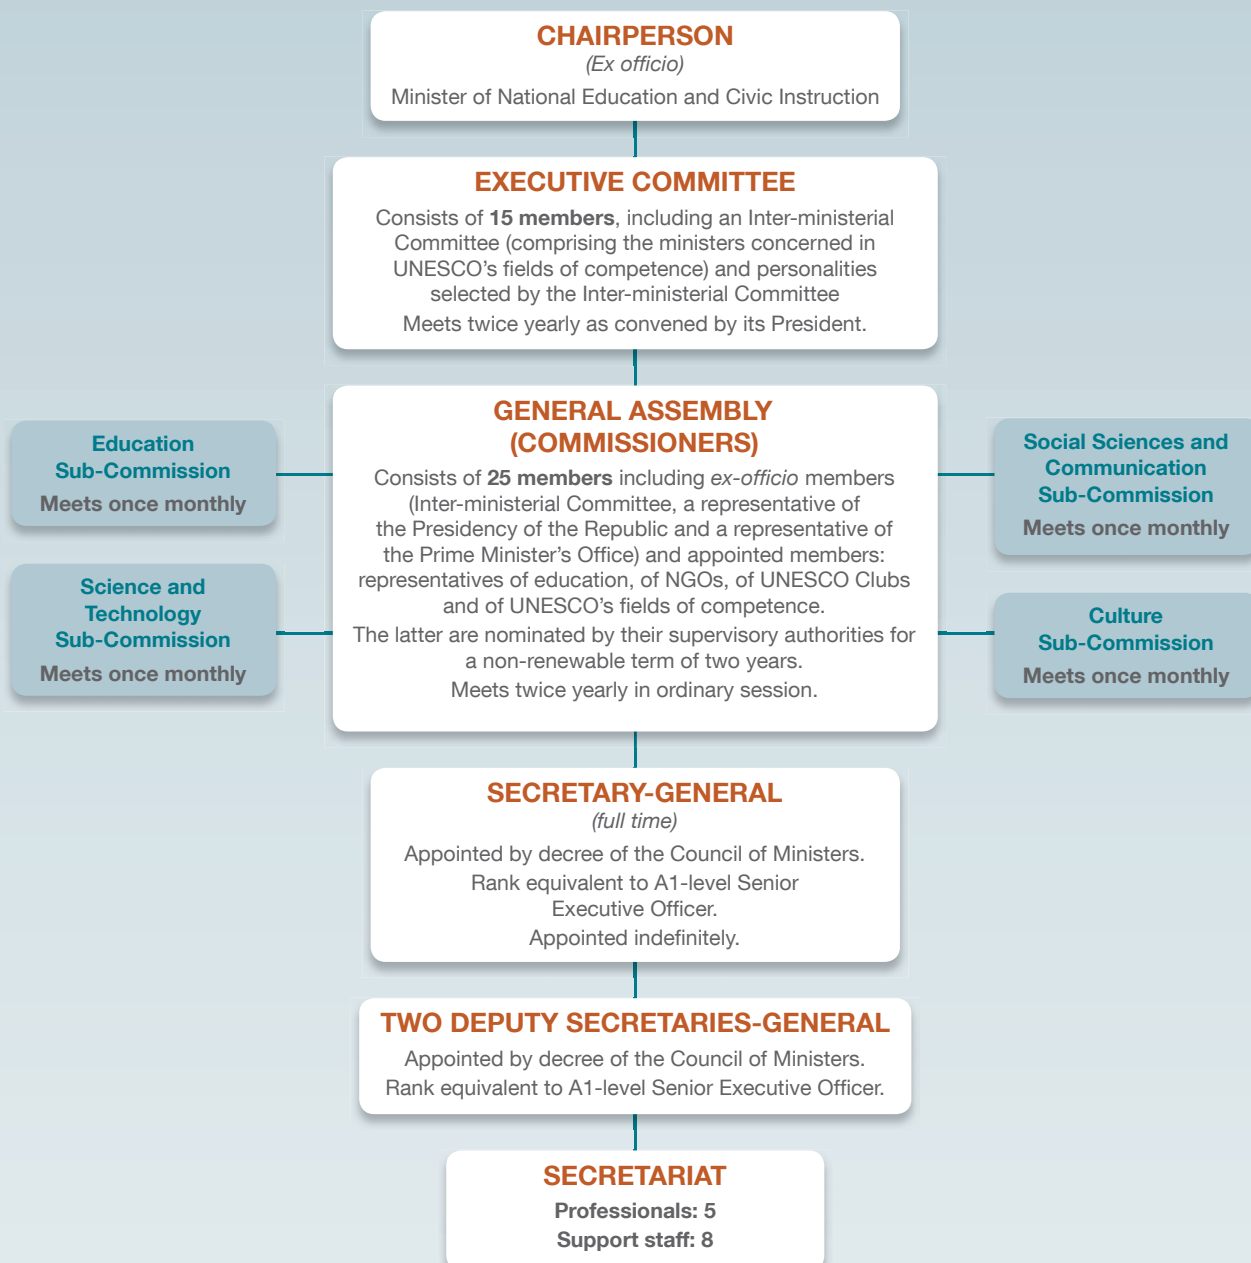 CHAIRPERSON
(Ex officio)
Minister of National Education and Civic Instruction
EXECUTIVE COMMITTEE
Consists of 15 members, including an Inter-ministerial
Committee (comprising the ministers concerned in
UNESCO’s fields of competence) and personalities
selected by the Inter-ministerial Committee
Meets twice yearly as convened by its President.
GENERAL ASSEMBLY
(COMMISSIONERS)
Consists of 25 members including ex-officio members
(Inter-ministerial Committee, a representative of
the Presidency of the Republic and a representative of
the Prime Minister’s Office) and appointed members:
representatives of education, of NGOs, of UNESCO Clubs
and of UNESCO’s fields of competence.
The latter are nominated by their supervisory authorities for
a non-renewable term of two years.
Meets twice yearly in ordinary session.
Education
Sub-Commission
Meets once monthly
Science and
Technology
Sub-Commission
Meets once monthly
Social Sciences and
Communication
Sub-Commission
Meets once monthly
Culture
Sub-Commission
Meets once monthly
SECRETARY-GENERAL
(full time)
Appointed by decree of the Council of Ministers.
Rank equivalent to A1-level Senior
Executive Officer.
Appointed indefinitely.
TWO DEPUTY SECRETARIES-GENERAL
Appointed by decree of the Council of Ministers.
Rank equivalent to A1-level Senior Executive Officer.
SECRETARIAT
Professionals: 5
Support staff: 8